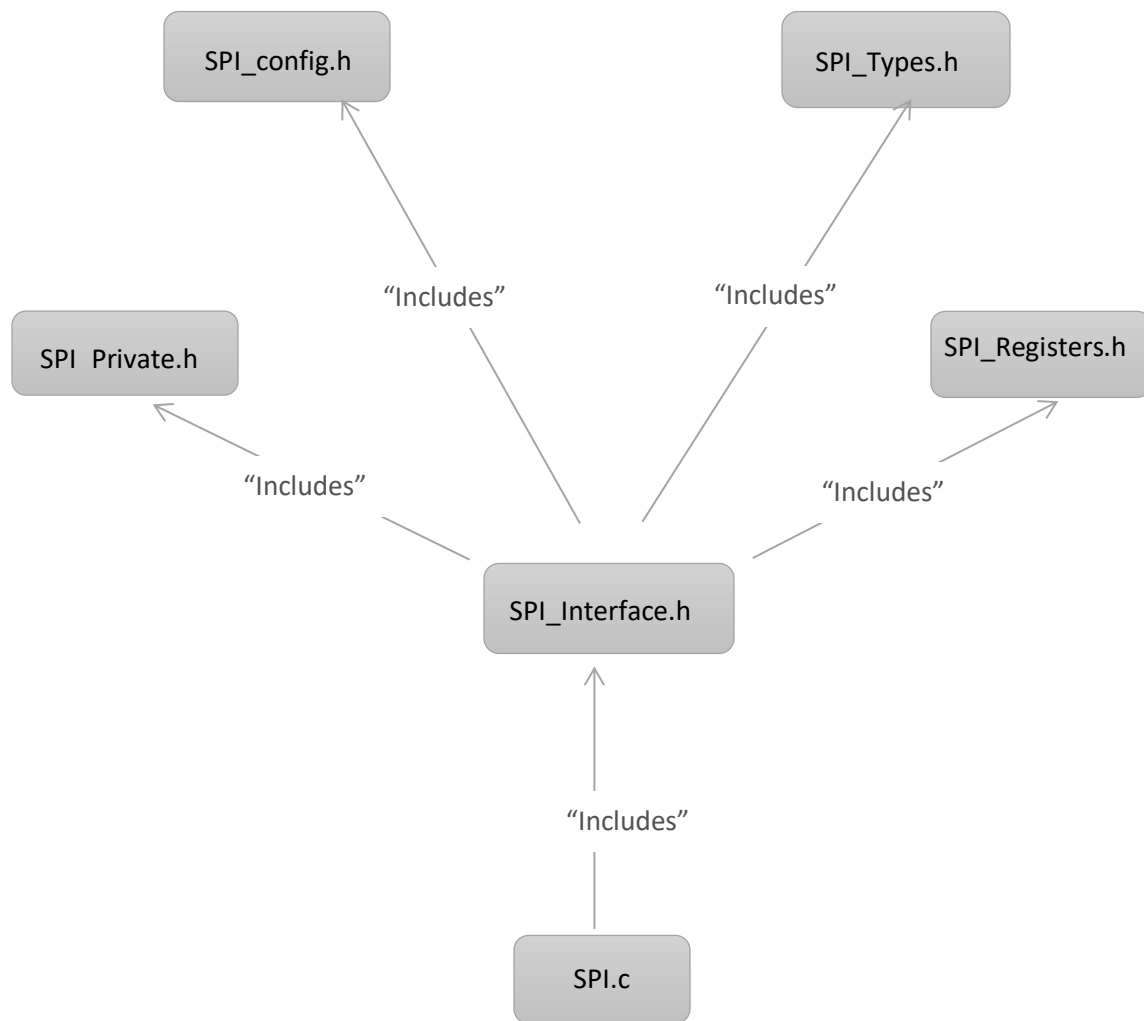 SPI_config.h
SPI_Types.h
“Includes”
“Includes”
SPI Private.h
SPI_Registers.h
“Includes”
“Includes”
SPI_Interface.h
“Includes”
SPI.c